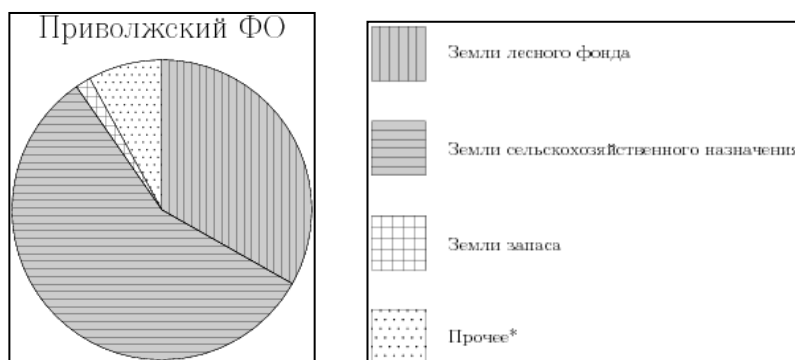 Приволжский ФО
Земли лесного фонда
Земли сельскохозяйственного назначения
Земли запаса
Прочее*